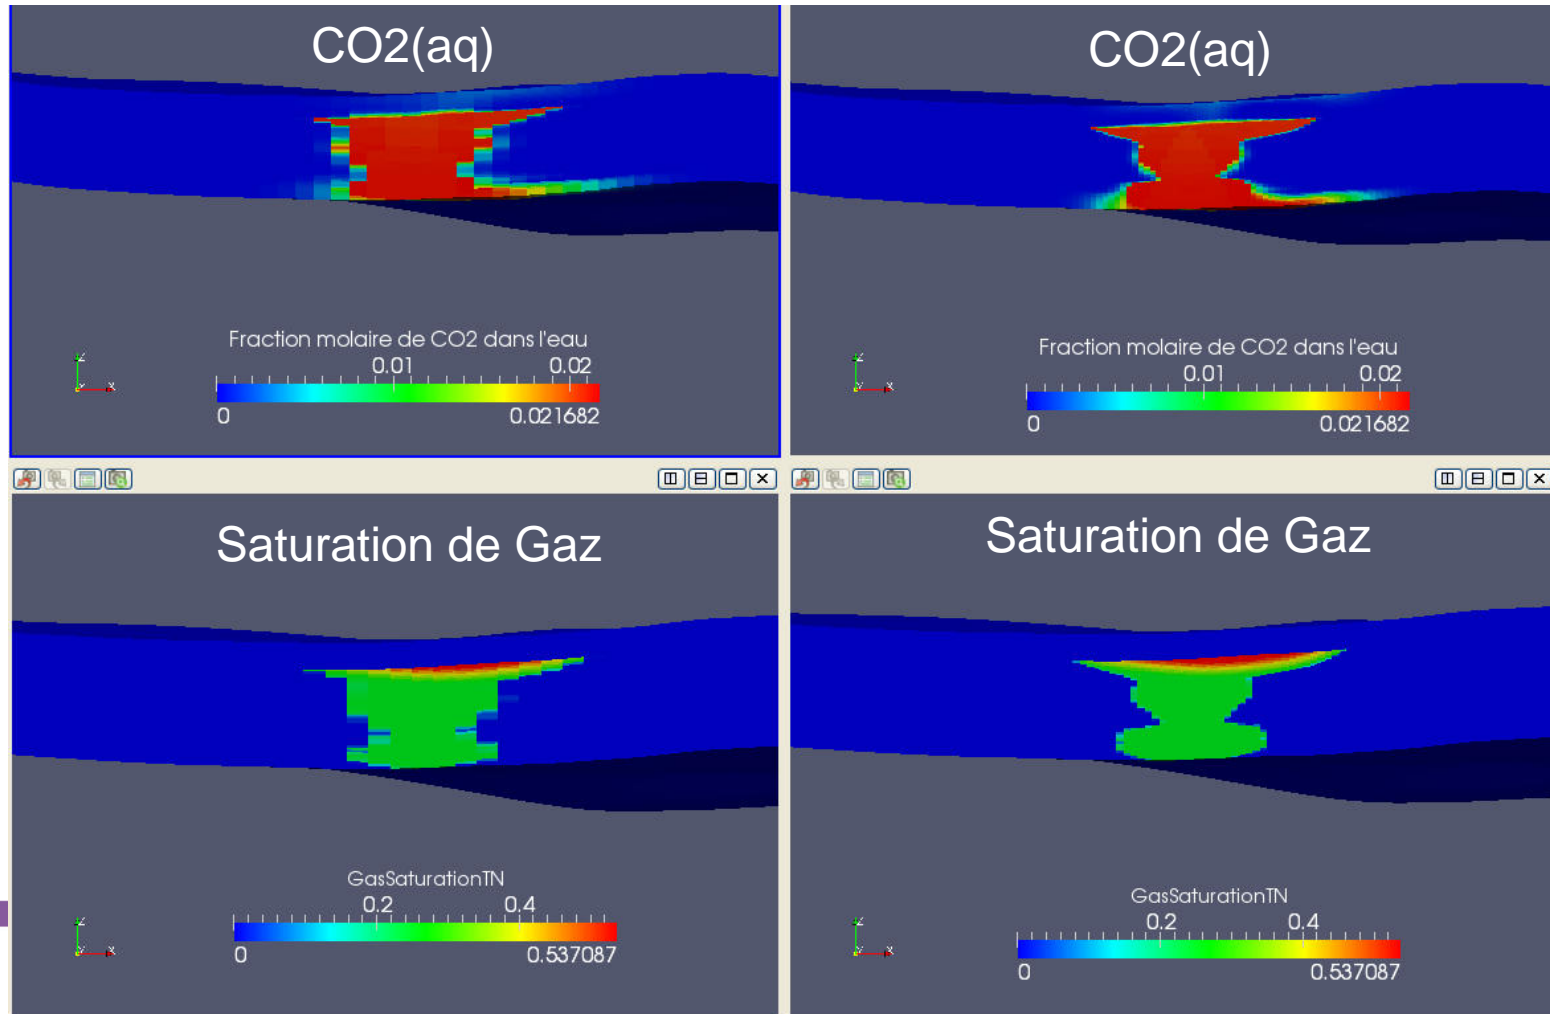 CO2(aq)
Fraction molaire de CO2 dans l'eau
0.01 0.02
0 0.021682
CO2(aq)
Fraction molaire de CO2 dans l'eau
0.01 0.02
0 0.021682
Saturation de Gaz
GasSaturationTN
0.2 0.4
0 0.537087
Saturation de Gaz
GasSaturationTN
0.2 0.4
0 0.537087